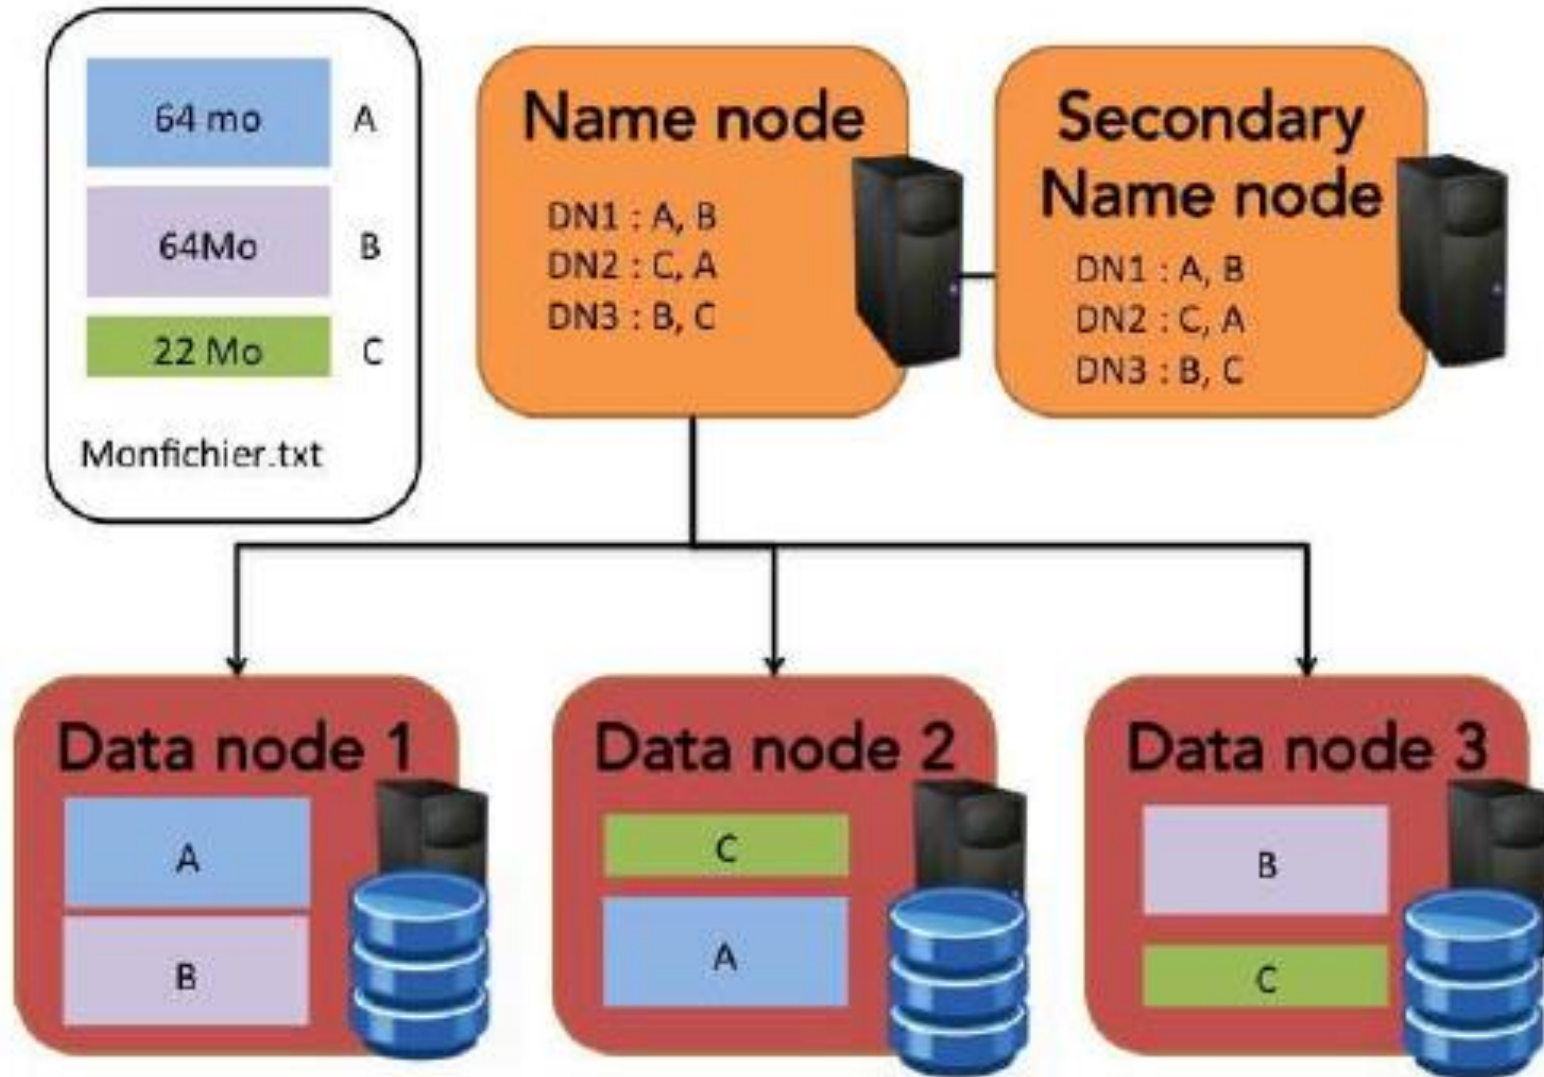 64 mo A
64Mo B
22 Mo C
Monfichier.txt
Name node
DN1 : A, B
DN2 : C, A
DN3 : B, C
Secondary
Name node
DN1 : A, B
DN2 : C, A
DN3 : B, C
Data node 1
A
B
Data node 2
C
A
Data node 3
B
C